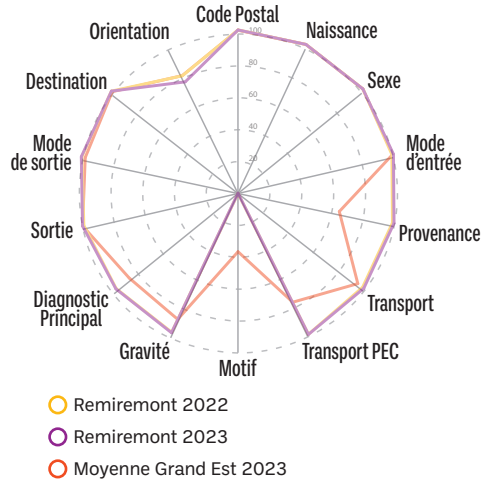 Code Postal
Naissance
Sexe
Mode
d'entrée
Provenance
Transport
Transport PEC
Motif
Gravité
Diagnostic
Principal
Sortie
Mode
de sortie
Destination
Orientation
100
80
60
40
20
Remiremont 2022
Remiremont 2023
Moyenne Grand Est 2023